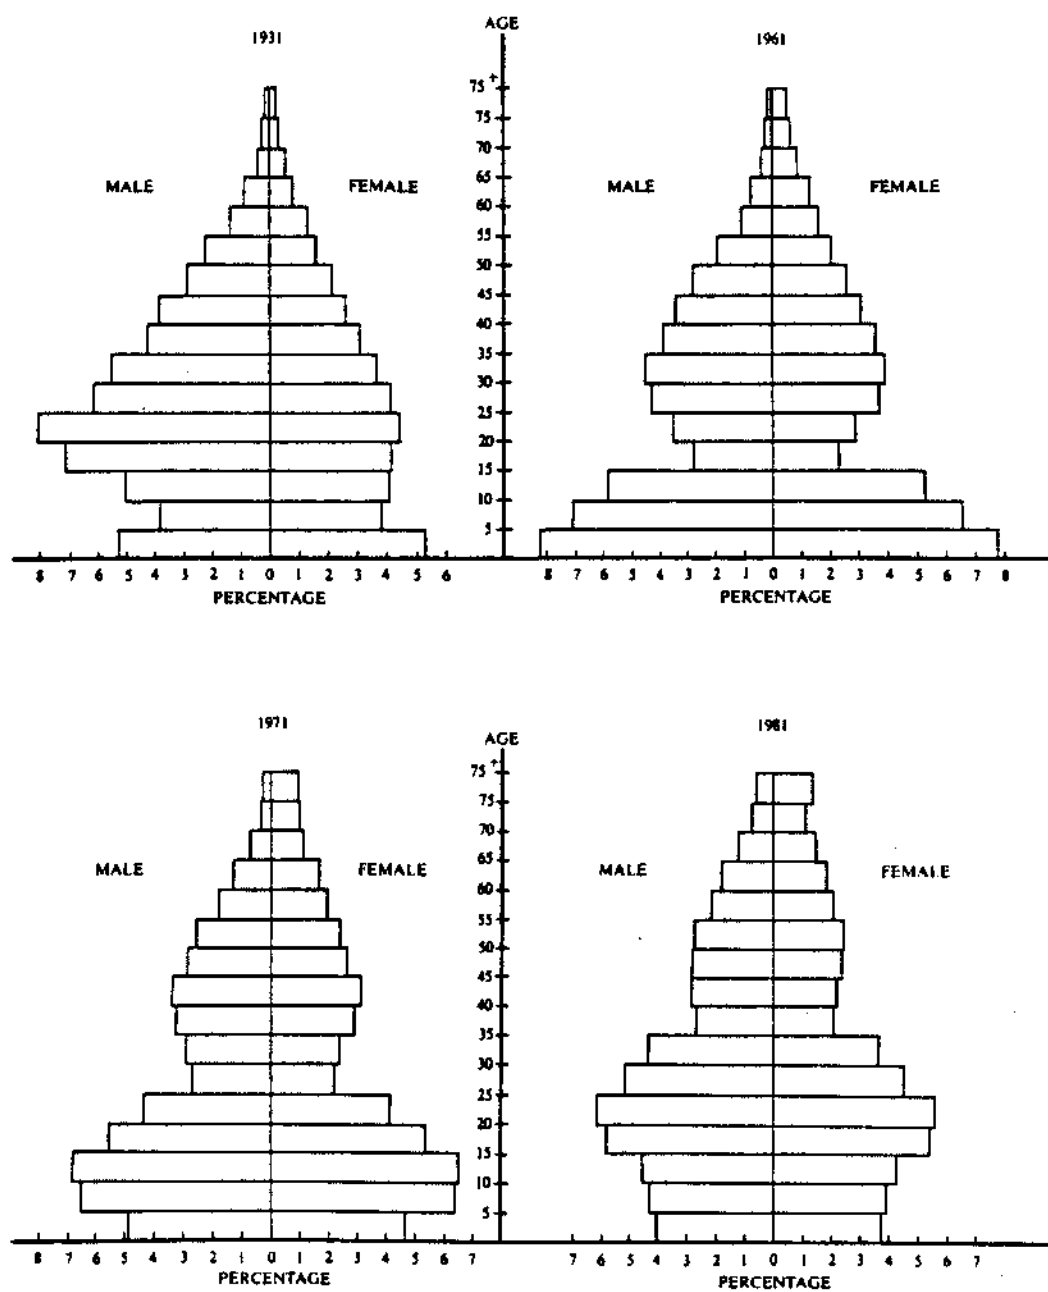 AGE
1931
1961
75+
75
70
65
MALE
FEMALE
MALE
FEMALE
60
55
50
45
40
35
30
25
20
15
10
5
8 7 6 5 4 3 2 1 0 1 2 3 4 5 6
8 7 6 5 4 3 2 1 0 1 2 3 4 5 6 7 8
PERCENTAGE
PERCENTAGE
1971
1981
AGE
75+
75
70
65
MALE
FEMALE
MALE
FEMALE
60
55
50
45
40
35
30
25
20
15
10
5
8 7 6 5 4 3 2 1 0 1 2 3 4 5 6 7
7 6 5 4 3 2 1 0 1 2 3 4 5 6 7
PERCENTAGE
PERCENTAGE